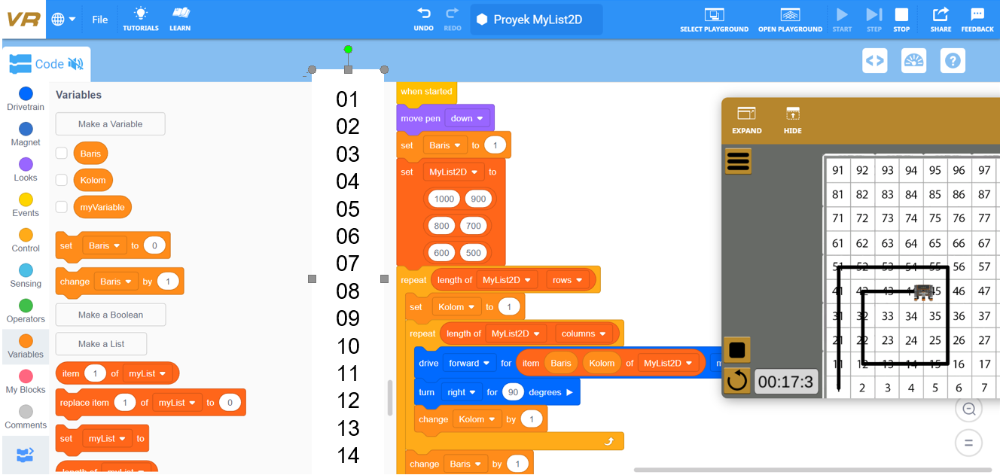 VR
File
TUTORIALS
LEARN
UNDO
REDO
Proyek MyList2D
SELECT PLAYGROUND
OPEN PLAYGROUND
START
STEP
STOP
SHARE
FEEDBACK
Code
Drivetrain
Magnet
Looks
Events
Control
Sensing
Operators
Variables
My Blocks
Comments
Variables
Make a Variable
Baris
Kolom
myVariable
set Baris to 0
change Baris by 1
Make a Boolean
Make a List
item 1 of myList
replace item 1 of myList to 0
set myList to
length of myList
01
02
03
04
05
06
07
08
09
10
11
12
13
14
when started
move pen down
set Baris to 1
set MyList2D to
1000 900
800 700
600 500
repeat length of MyList2D rows
set Kolom to 1
repeat length of MyList2D columns
drive forward for item Baris Kolom of MyList2D
turn right for 90 degrees
change Kolom by 1
change Baris by 1
EXPAND
HIDE
91 92 93 94 95 96 97
81 82 83 84 85 86 87
71 72 73 74 75 76 77
61 62 63 64 65 66 67
51 52 53 54 55 56 57
41 42 43 45 46 47
31 32 33 34 35 36 37
21 22 23 24 25 26 27
11 12 13 14 15 16 17
2 3 4 5 6 7
00:17:3